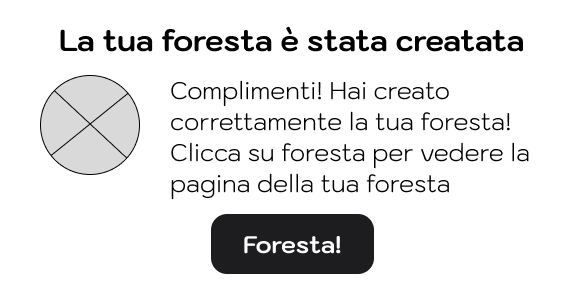 La tua foresta è stata creatata
Complimenti! Hai creato
correttamente la tua foresta!
Clicca su foresta per vedere la
pagina della tua foresta
Foresta!